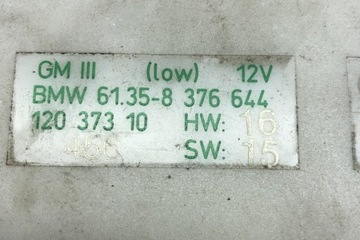 GM III (low) 12V
BMW 61.35-8 376 644
120 373 10 HW: 16
SW: 15